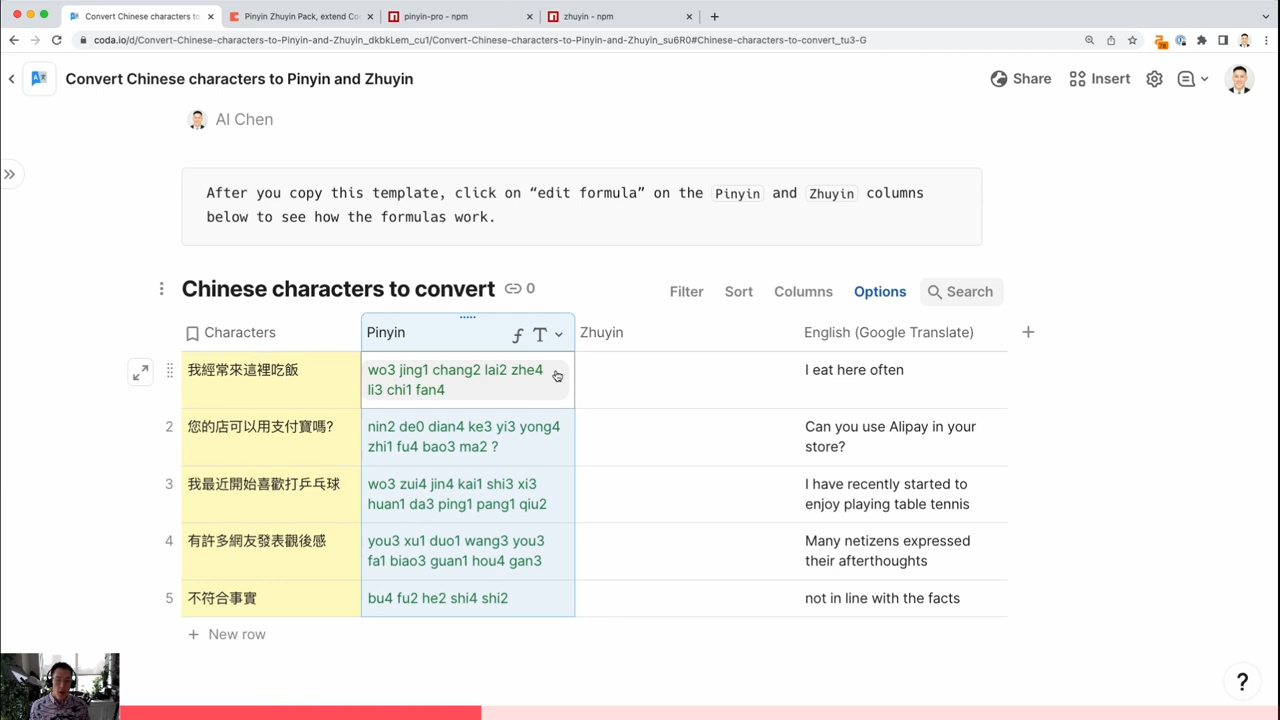 Convert Chinese characters to
Pinyin Zhuyin Pack, extend Co
pinyin-pro - npm
zhuyin - npm
coda.io/d/Convert-Chinese-characters-to-Pinyin-and-Zhuyin_dkbkLem_cu1/Convert-Chinese-characters-to-Pinyin-and-Zhuyin_su6R0#Chinese-characters-to-convert_tu3-G
Convert Chinese characters to Pinyin and Zhuyin
Share
Insert
Al Chen
After you copy this template, click on “edit formula” on the Pinyin and Zhuyin columns
below to see how the formulas work.
Chinese characters to convert 0
Filter Sort Columns Options Search
Characters Pinyin Zhuyin English (Google Translate)
我經常來這裡吃飯
wo3 jing1 chang2 lai2 zhe4
li3 chi1 fan4
I eat here often
2
您的店可以用支付寶嗎?
nin2 de0 dian4 ke3 yi3 yong4
zhi1 fu4 bao3 ma2 ?
Can you use Alipay in your
store?
3
我最近開始喜歡打乒乓球
wo3 zui4 jin4 kai1 shi3 xi3
huan1 da3 ping1 pang1 qiu2
I have recently started to
enjoy playing table tennis
4
有許多網友發表觀後感
you3 xu1 duo1 wang3 you3
fa1 biao3 guan1 hou4 gan3
Many netizens expressed
their afterthoughts
5
不符合事實
bu4 fu2 he2 shi4 shi2
not in line with the facts
+ New row
?